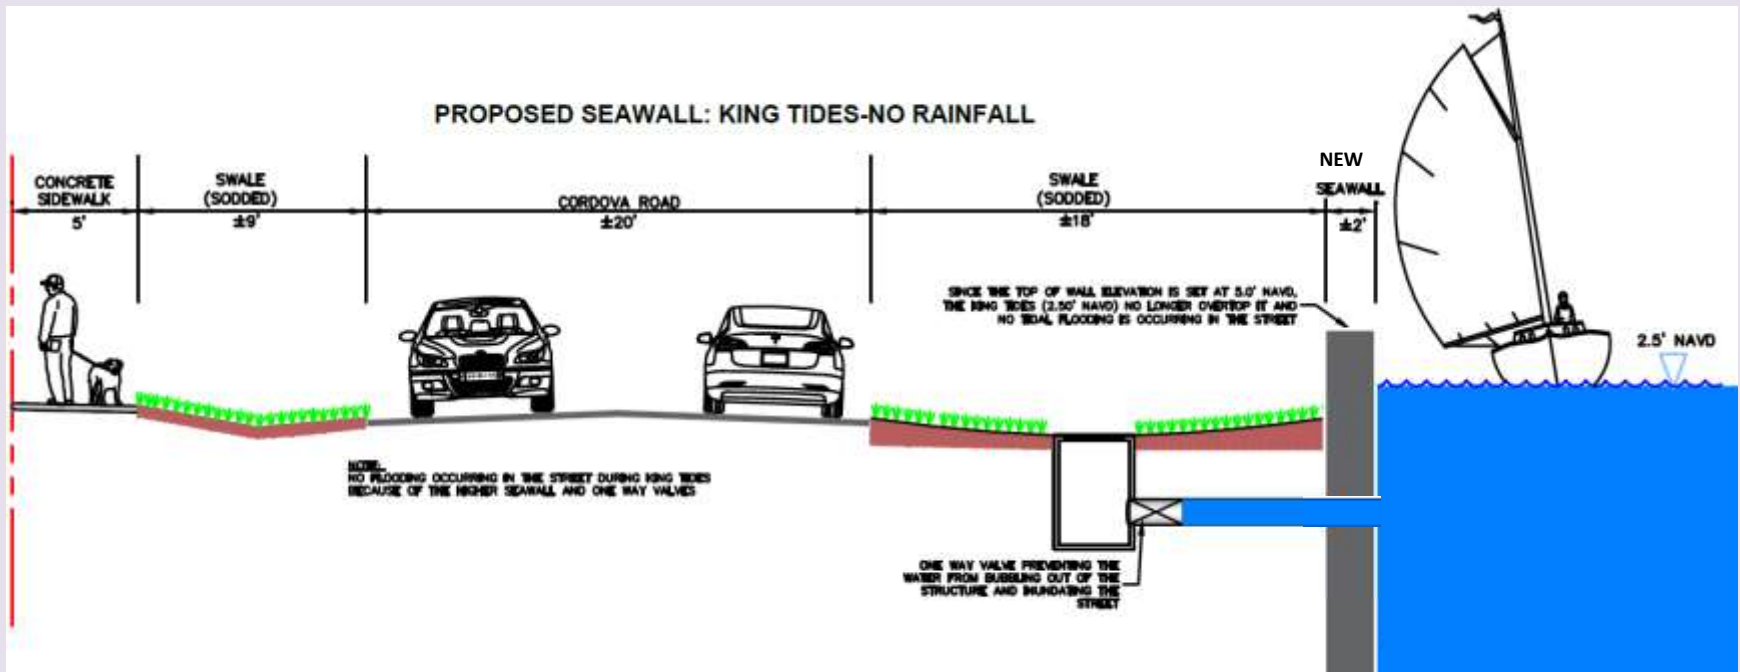 PROPOSED SEAWALL: KING TIDES-NO RAINFALL
CONCRETE
SIDEWALK
5'
SWALE
(SODDED)
±9'
CORDOVA ROAD
±20'
SWALE
(SODDED)
±18'
NEW
SEAWALL
±2'
SINCE THE TOP OF WALL ELEVATION IS SET AT 5.0' NAVD,
THE KING TIDES (2.50' NAVD) NO LONGER OVERTOP IT AND
NO TIDAL FLOODING IS OCCURRING IN THE STREET
2.5' NAVD
NOTE:
NO FLOODING OCCURRING IN THE STREET DURING KING TIDES
BECAUSE OF THE HIGHER SEAWALL AND ONE WAY VALVES
ONE WAY VALVE PREVENTING THE
WATER FROM BUBBLING OUT OF THE
STRUCTURE AND INUNDATING THE
STREET